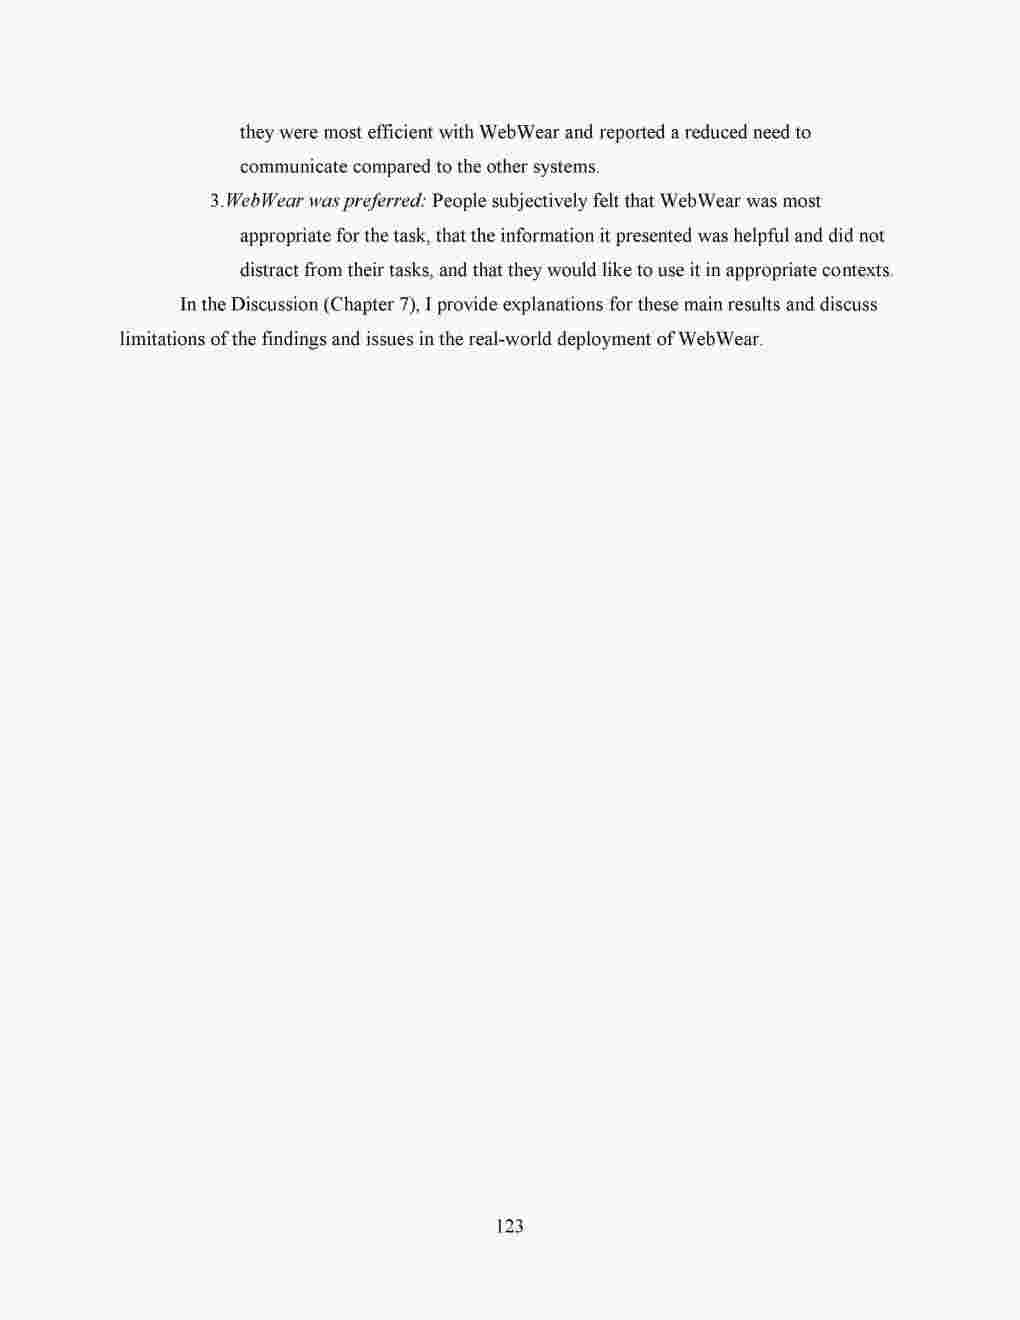 they were most efficient with WebWear and reported a reduced need to
communicate compared to the other systems.
3.WebWear was preferred: People subjectively felt that WebWear was most
appropriate for the task, that the information it presented was helpful and did not
distract from their tasks, and that they would like to use it in appropriate contexts.
In the Discussion (Chapter 7), I provide explanations for these main results and discuss
limitations of the findings and issues in the real-world deployment of WebWear.
123